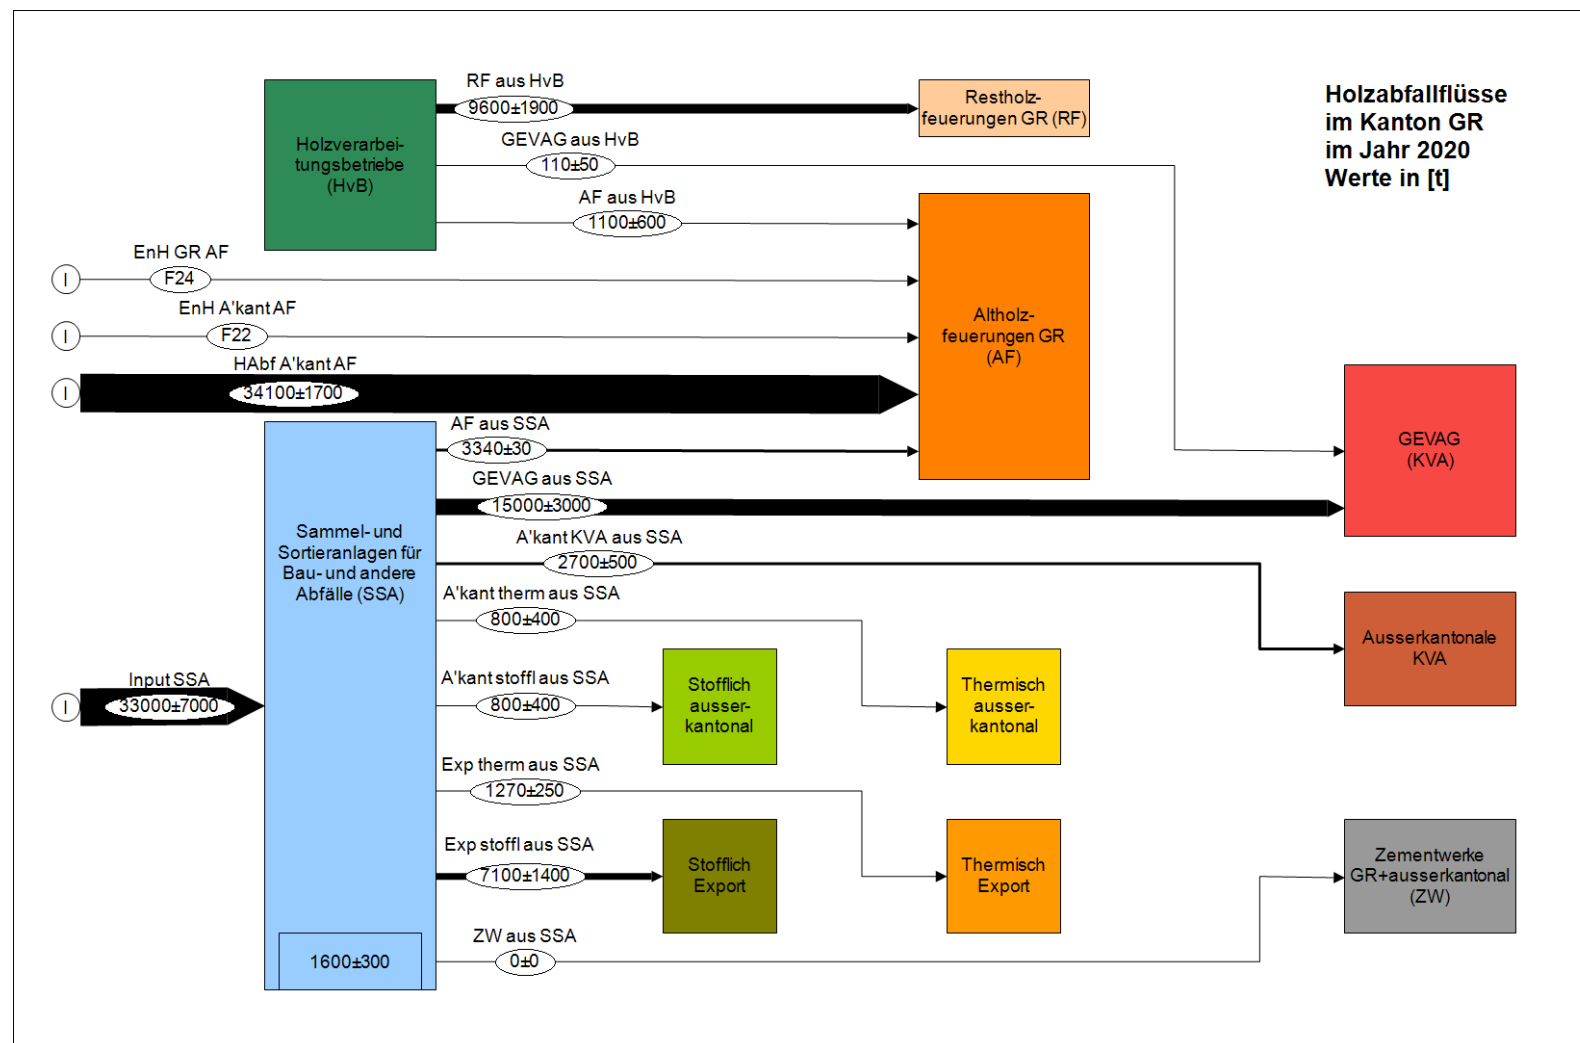 RF aus HvB
9600±1900
Restholz-
feuerungen GR (RF)
Holzabfallflüsse
im Kanton GR
im Jahr 2020
Werte in [t]
Holzverarbei-
tungsbetriebe
(HvB)
GEVAG aus HvB
110±50
AF aus HvB
1100±600
EnH GR AF
I
F24
EnH A'kant AF
I
F22
Altholz-
feuerungen GR
(AF)
HAbf A'kant AF
I
34100±1700
AF aus SSA
3340±30
GEVAG
(KVA)
GEVAG aus SSA
15000±3000
Sammel- und
Sortieranlagen für
Bau- und andere
Abfälle (SSA)
A'kant KVA aus SSA
2700±500
A'kant therm aus SSA
800±400
Ausserkantonale
KVA
Input SSA
I
33000±7000
A'kant stoffl aus SSA
800±400
Stofflich
ausser-
kantonal
Thermisch
ausser-
kantonal
Exp therm aus SSA
1270±250
Exp stoffl aus SSA
7100±1400
Stofflich
Export
Thermisch
Export
Zementwerke
GR+ausserkantonal
(ZW)
ZW aus SSA
0±0
1600±300